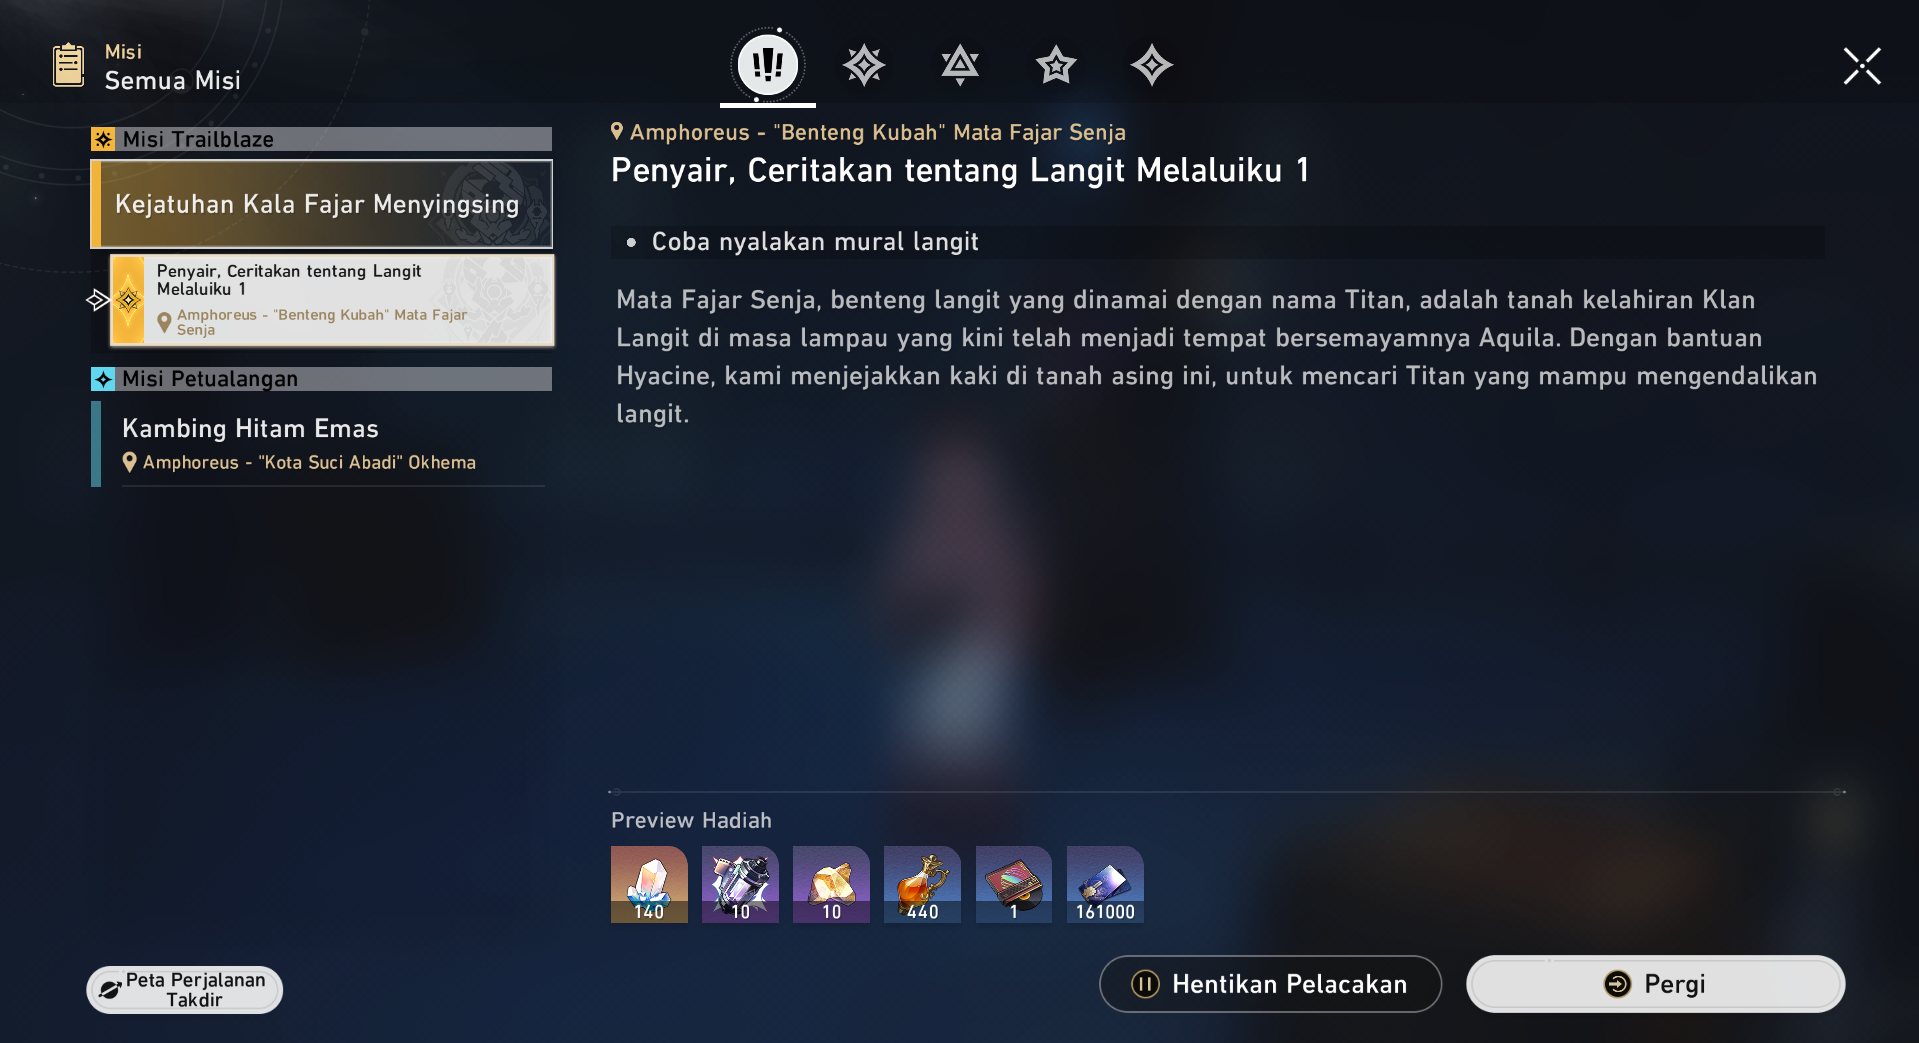 Misi
Semua Misi
Misi Trailblaze
Kejatuhan Kala Fajar Menyingsing
Penyair, Ceritakan tentang Langit
Melaluiku 1
Amphoreus - "Benteng Kubah" Mata Fajar
Senja
Misi Petualangan
Kambing Hitam Emas
Amphoreus - "Kota Suci Abadi" Okhema
Peta Perjalanan
Takdir
Amphoreus - "Benteng Kubah" Mata Fajar Senja
Penyair, Ceritakan tentang Langit Melaluiku 1
Coba nyalakan mural langit
Mata Fajar Senja, benteng langit yang dinamai dengan nama Titan, adalah tanah kelahiran Klan
Langit di masa lampau yang kini telah menjadi tempat bersemayamnya Aquila. Dengan bantuan
Hyacine, kami menjejakkan kaki di tanah asing ini, untuk mencari Titan yang mampu mengendalikan
langit.
Preview Hadiah
140 10 10 440 1 161000
Hentikan Pelacakan
Pergi